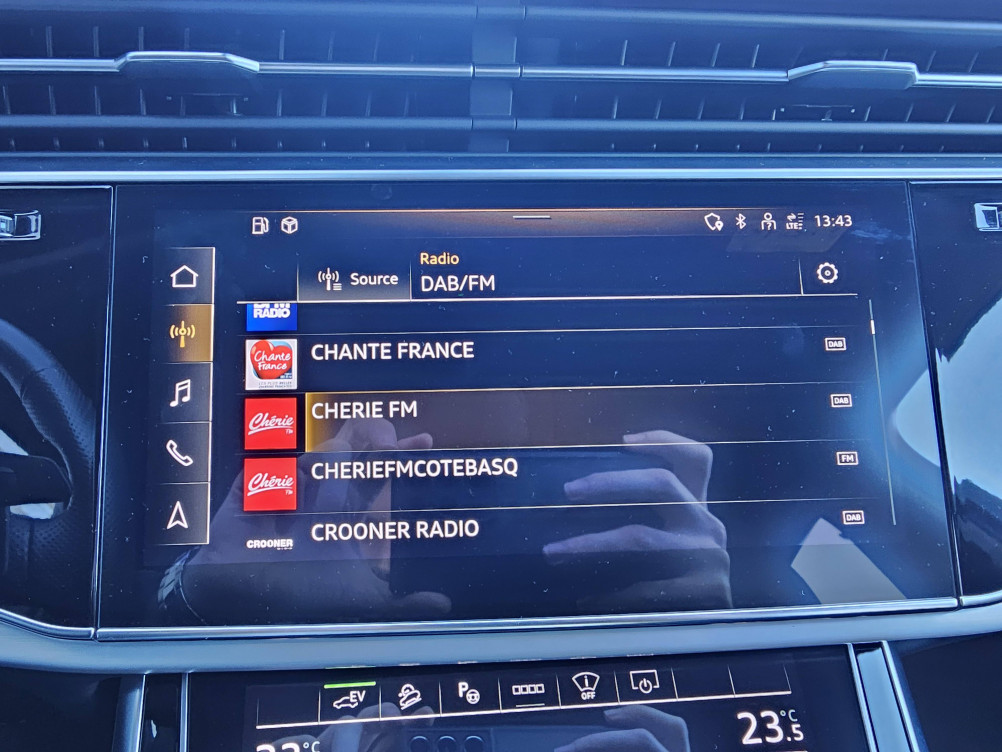 LTE 13:43
Radio
Source DAB/FM
RADIO
Chante France CHANTE FRANCE DAB
Chérie CHERIE FM DAB
Chérie CHERIEFMCOTEBASQ FM
CROONER CROONER RADIO DAB
EV P OFF
23.5°C